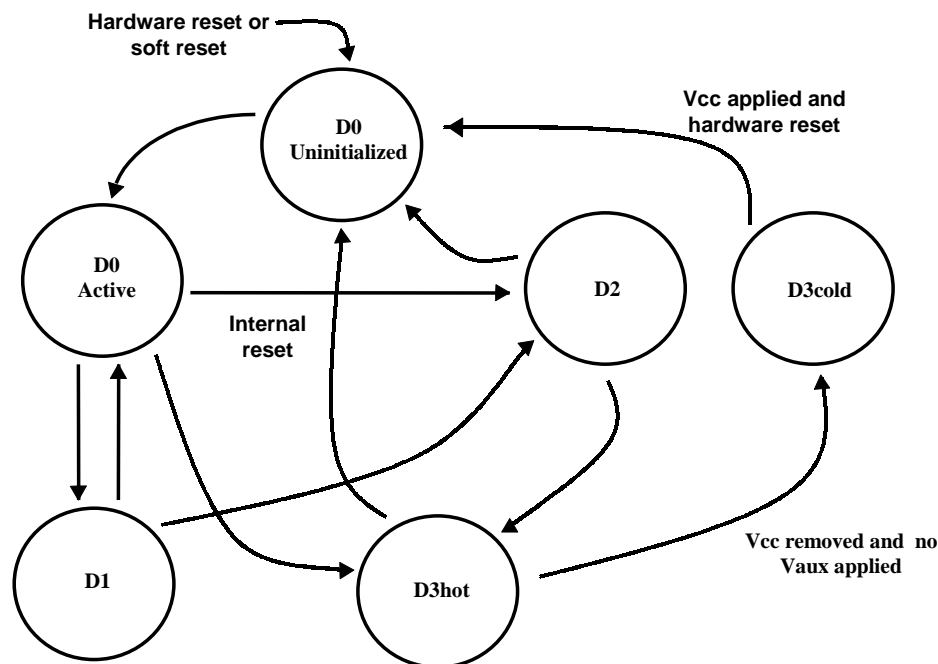 Hardware reset or
soft reset
D0
Uninitialized
Vcc applied and
hardware reset
D0
Active
D2
D3cold
Internal
reset
D1
D3hot
Vcc removed and no
Vaux applied